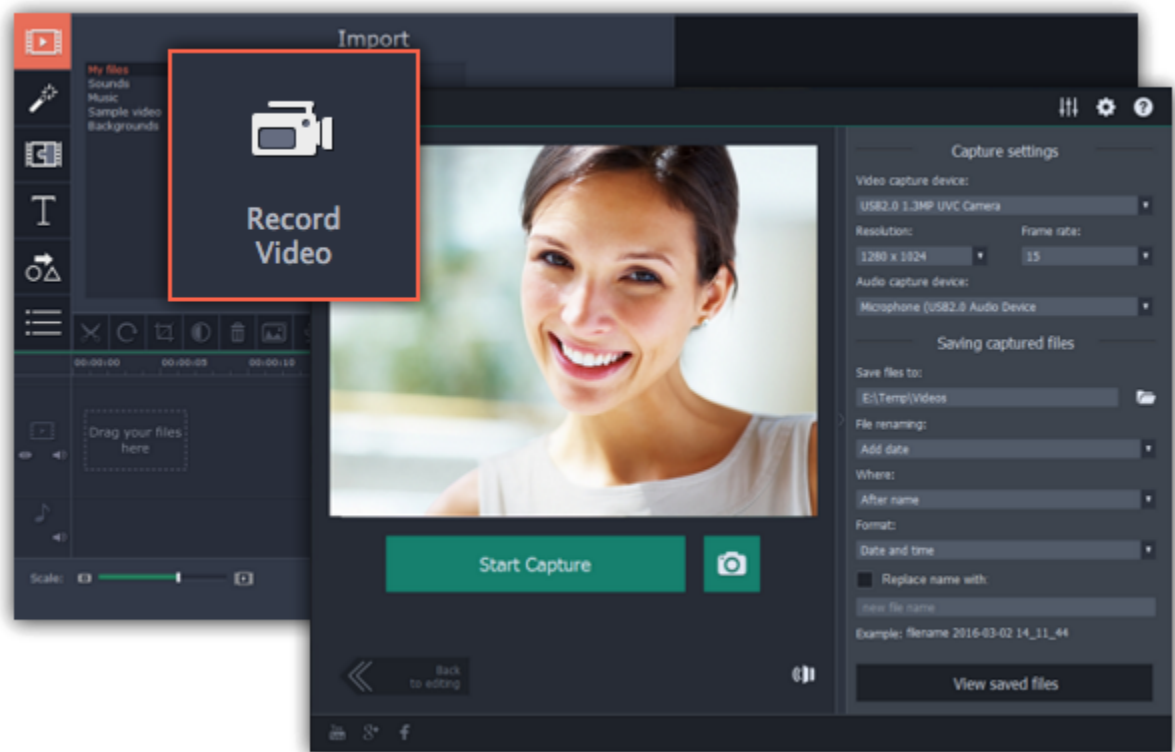 Import
My files
Sounds
Music
Sample video
Backgrounds
Record
Video
T
00:00:00 00:00:05 00:00:10
Drag your files
here
Scale:
Capture settings
Video capture device:
USB2.0 1.3MP UVC Camera
Resolution: Frame rate:
1280 x 1024 15
Audio capture device:
Microphone (USB2.0 Audio Device
Saving captured files
Save files to:
E:\Temp\Videos
File renaming:
Add date
Where:
After name
Format:
Date and time
Replace name with:
new file name
Example: filename 2016-03-02 14_11_44
View saved files
Start Capture
Back
to editing
You
g+ f